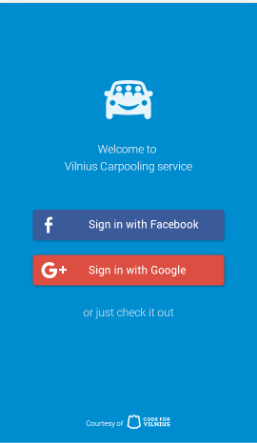 Welcome to
Vilnius Carpooling service
f Sign in with Facebook
G+ Sign in with Google
or just check it out
Courtesy of CODE FOR
VILNIUS